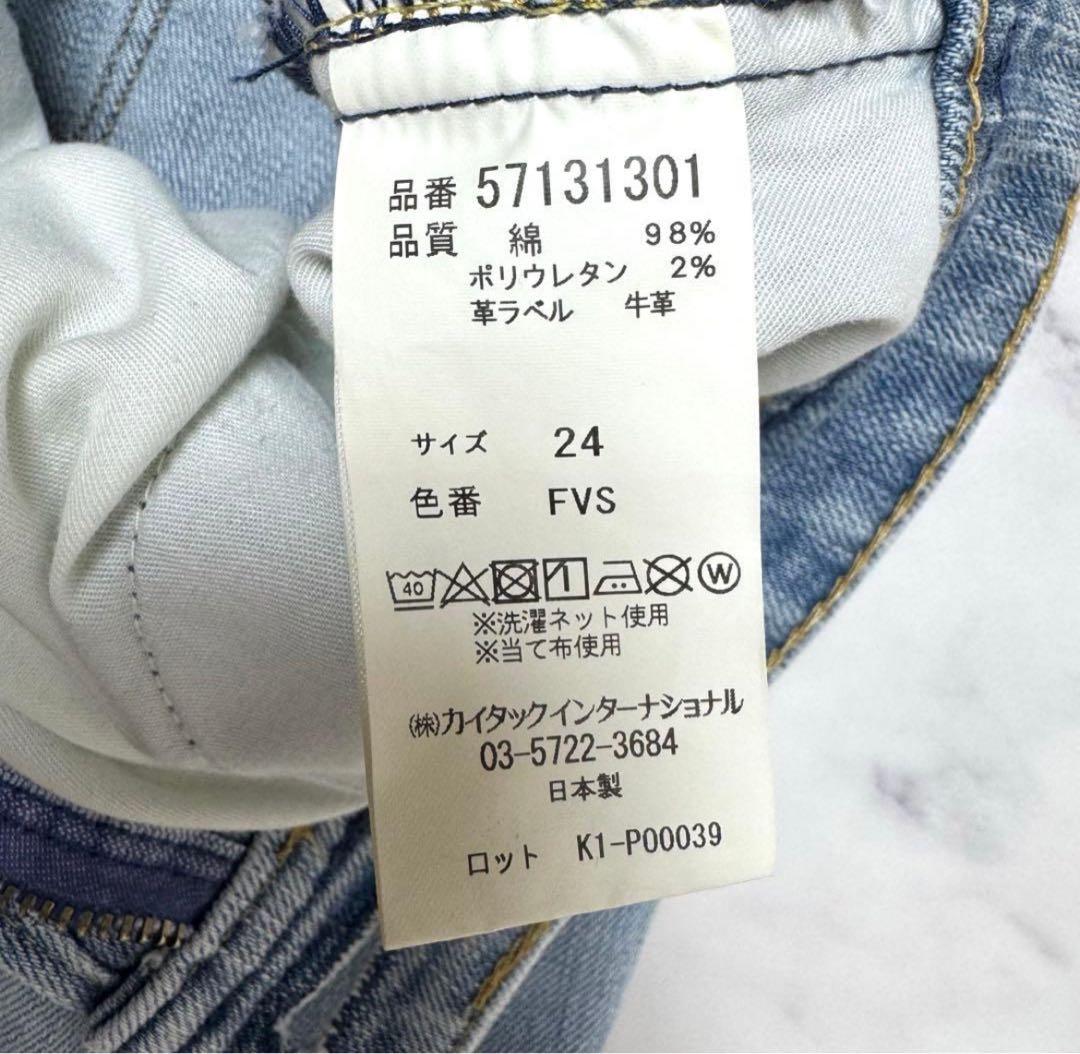 品番 57131301
品質 綿 98%
ポリウレタン 2%
革ラベル 牛革
サイズ 24
色番 FVS
40 W
※洗濯ネット使用
※当て布使用
㈱カイタックインターナショナル
03-5722-3684
日本製
ロット K1-P00039